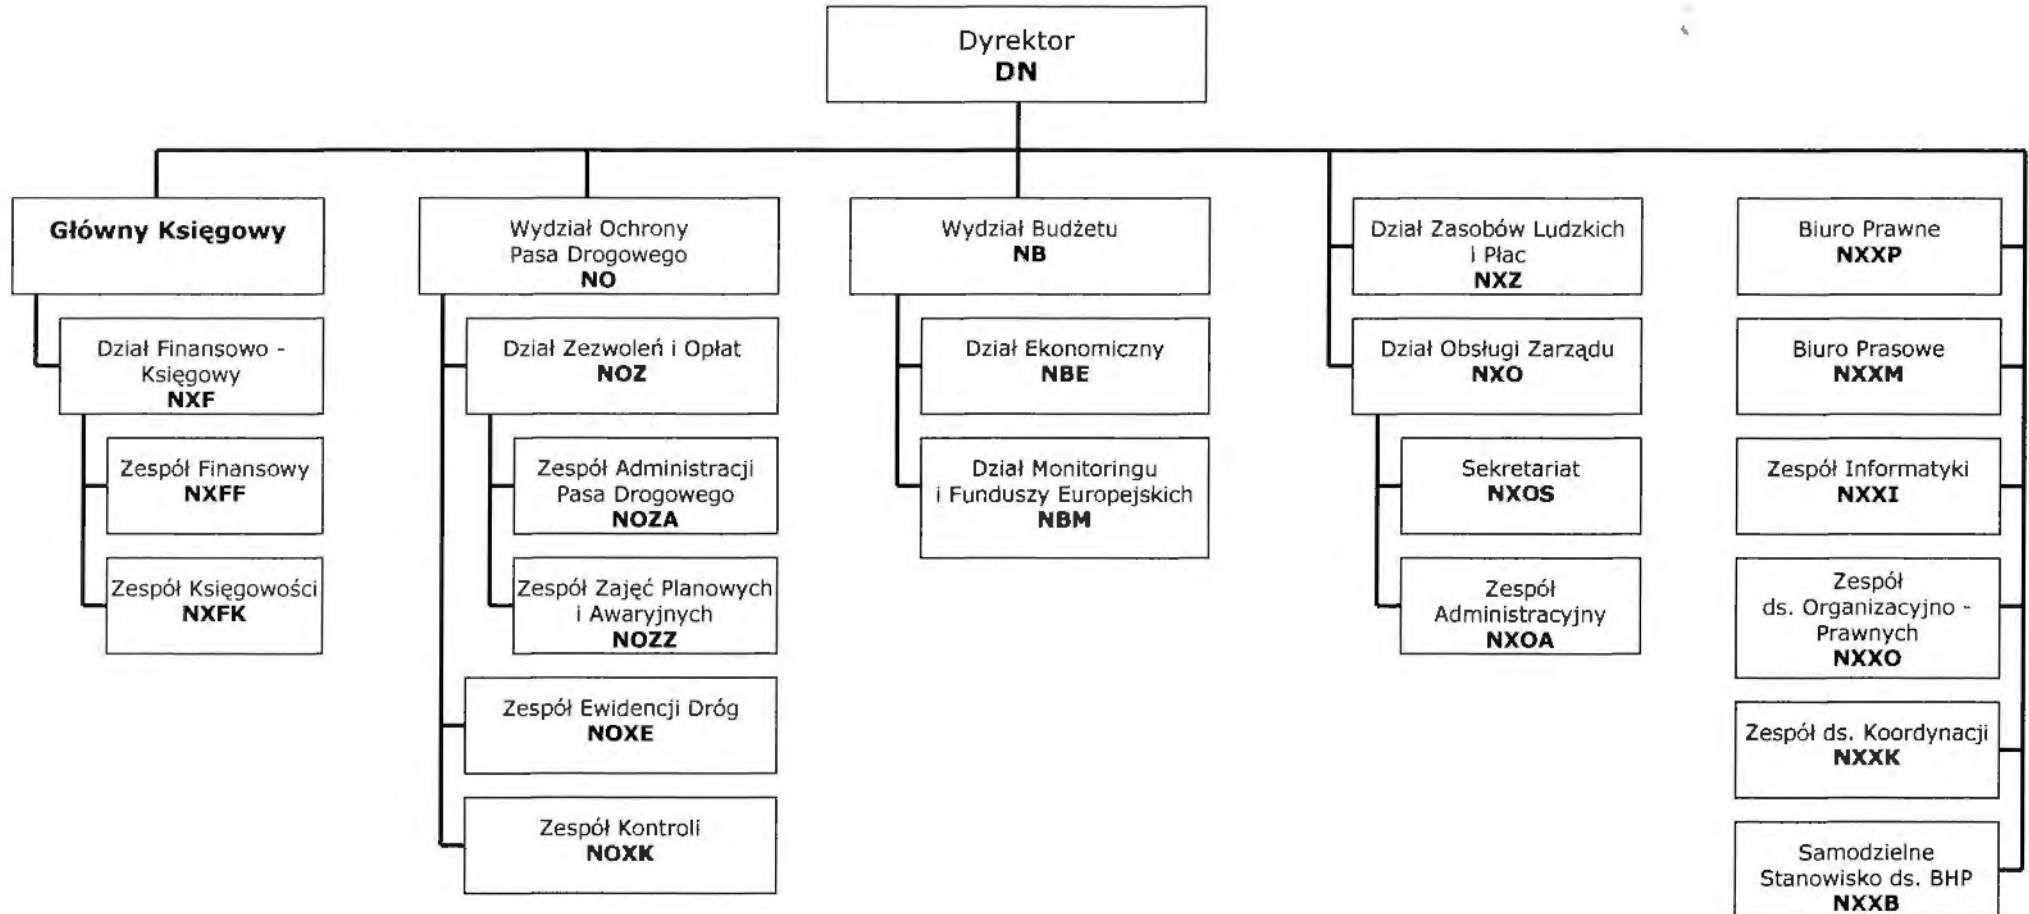 Dyrektor
DN
Główny Księgowy
Dział Finansowo -
Księgowy
NXF
Zespół Finansowy
NXFF
Zespół Księgowości
NXFK
Wydział Ochrony
Pasa Drogowego
NO
Dział Zezwoleń i Opłat
NOZ
Zespół Administracji
Pasa Drogowego
NOZA
Zespół Zajęć Planowych
i Awaryjnych
NOZZ
Zespół Ewidencji Dróg
NOXE
Zespół Kontroli
NOXK
Wydział Budżetu
NB
Dział Ekonomiczny
NBE
Dział Monitoringu
i Funduszy Europejskich
NBM
Dział Zasobów Ludzkich
i Płac
NXZ
Dział Obsługi Zarządu
NXO
Sekretariat
NXOS
Zespół
Administracyjny
NXOA
Biuro Prawne
NXXP
Biuro Prasowe
NXXM
Zespół Informatyki
NXXI
Zespół
ds. Organizacyjno -
Prawnych
NXXO
Zespół ds. Koordynacji
NXXK
Samodzielne
Stanowisko ds. BHP
NXXB